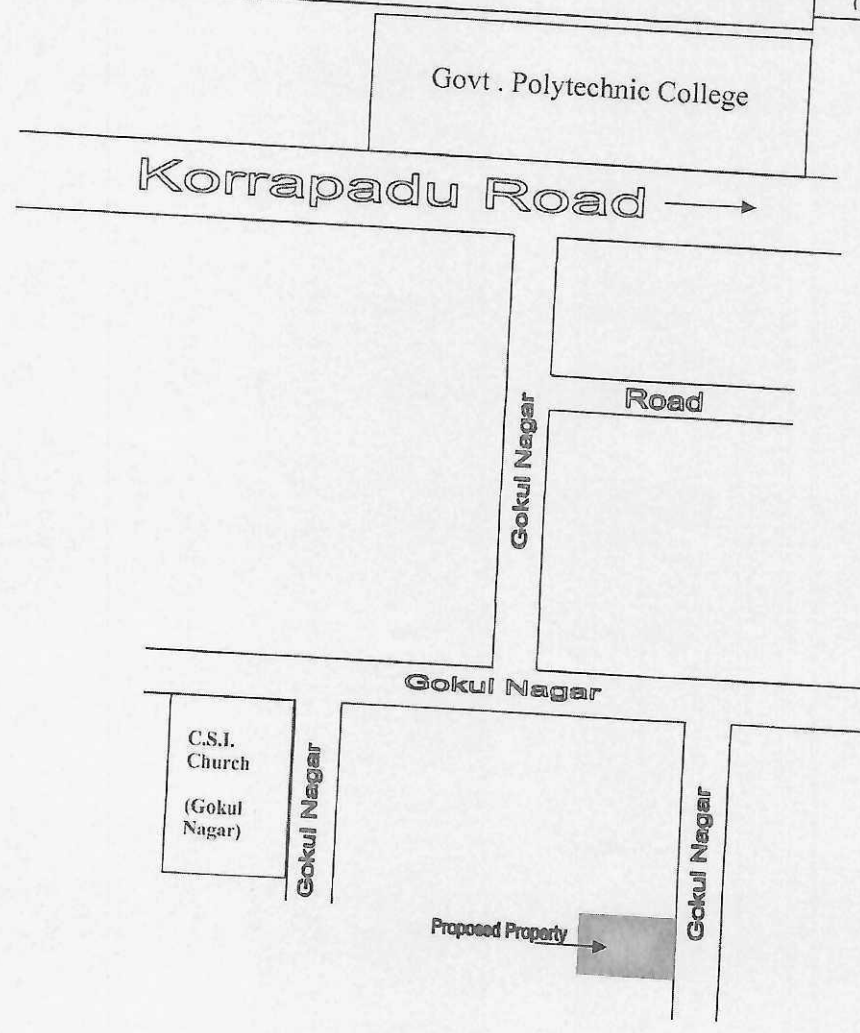 Govt . Polytechnic College
Korrapadu Road
Road
Gokul Nagar
Gokul Nagar
C.S.I.
Church
(Gokul
Nagar)
Gokul Nagar
Gokul Nagar
Proposed Property